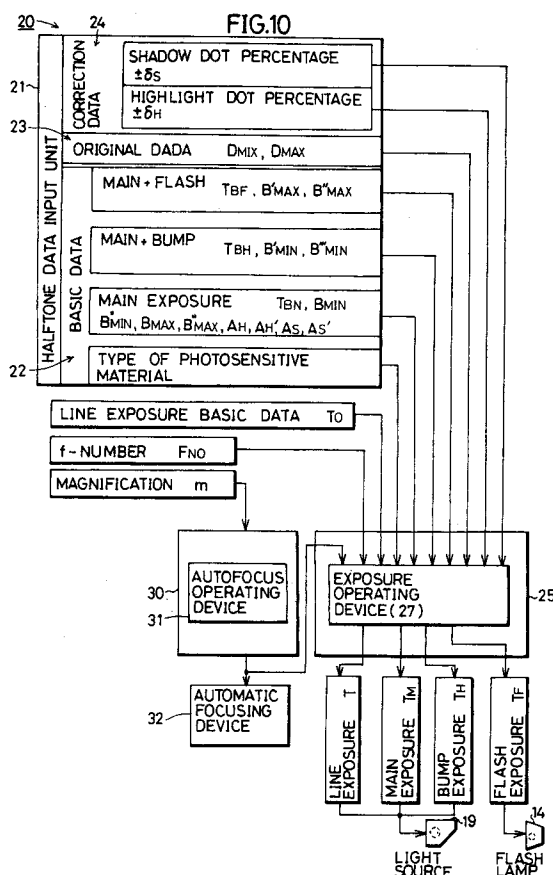 FIG.10
20
24
21
CORRECTION DATA
SHADOW DOT PERCENTAGE
±δS
HIGHLIGHT DOT PERCENTAGE
±δH
23
ORIGINAL DADA DMIX, DMAX
HALFTONE DATA INPUT UNIT
BASIC DATA
MAIN + FLASH TBF, B'MAX, B"MAX
MAIN + BUMP TBH, B'MIN, B'"MIN
MAIN EXPOSURE TBN, BMIN
B"MIN, BMAX, B"MAX, AH, AH', AS, AS'
22
TYPE OF PHOTOSENSITIVE
MATERIAL
LINE EXPOSURE BASIC DATA TO
f-NUMBER FNO
MAGNIFICATION m
30
AUTOFOCUS
OPERATING
DEVICE
31
EXPOSURE
OPERATING
DEVICE (27)
25
32
AUTOMATIC
FOCUSING
DEVICE
LINE EXPOSURE T
MAIN EXPOSURE TM
BUMP EXPOSURE TH
FLASH EXPOSURE TF
19
14
LIGHT
SOURCE
FLASH
LAMP